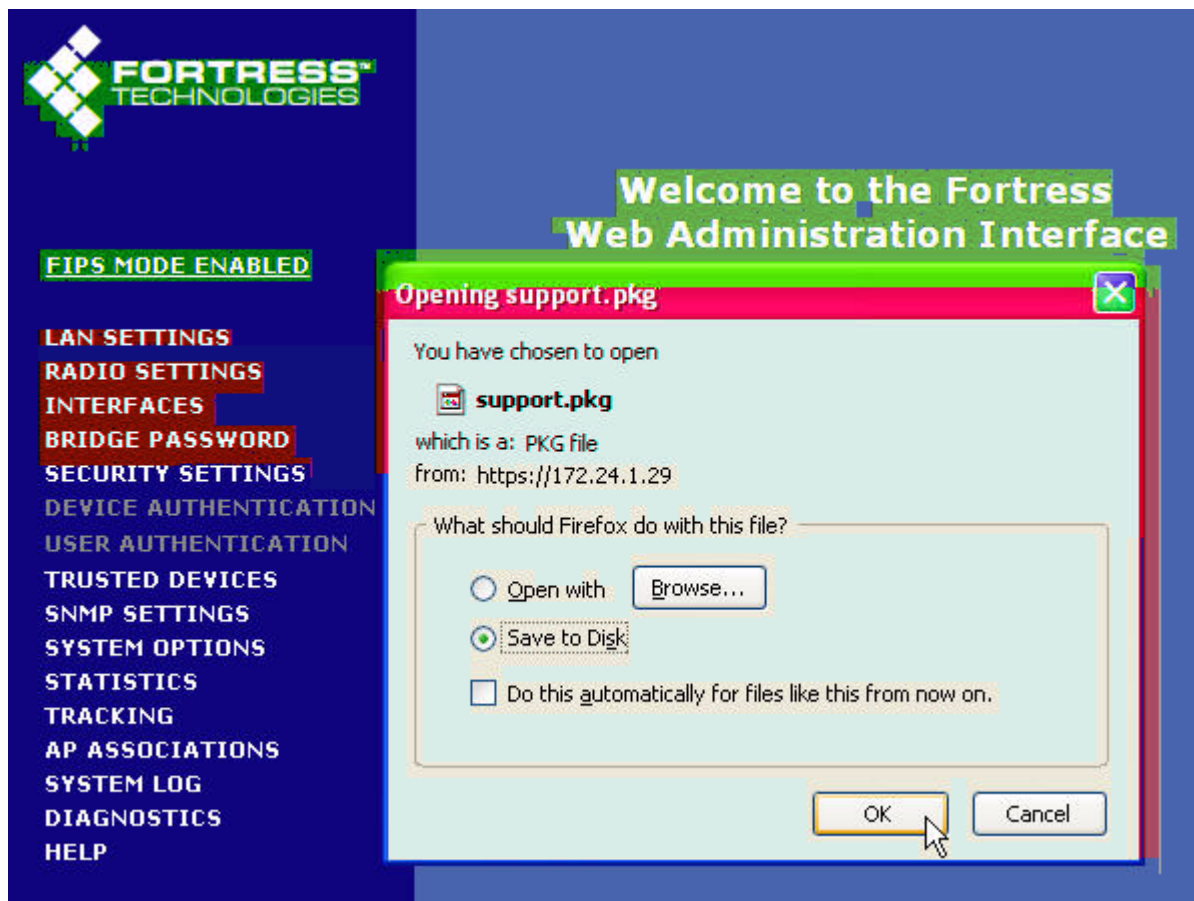 FORTRESS™
TECHNOLOGIES
Welcome to the Fortress
Web Administration Interface
FIPS MODE ENABLED
LAN SETTINGS
RADIO SETTINGS
INTERFACES
BRIDGE PASSWORD
SECURITY SETTINGS
DEVICE AUTHENTICATION
USER AUTHENTICATION
TRUSTED DEVICES
SNMP SETTINGS
SYSTEM OPTIONS
STATISTICS
TRACKING
AP ASSOCIATIONS
SYSTEM LOG
DIAGNOSTICS
HELP
Opening support.pkg
You have chosen to open
support.pkg
which is a: PKG file
from: https://172.24.1.29
What should Firefox do with this file?
Open with Browse...
Save to Disk
Do this automatically for files like this from now on.
OK Cancel